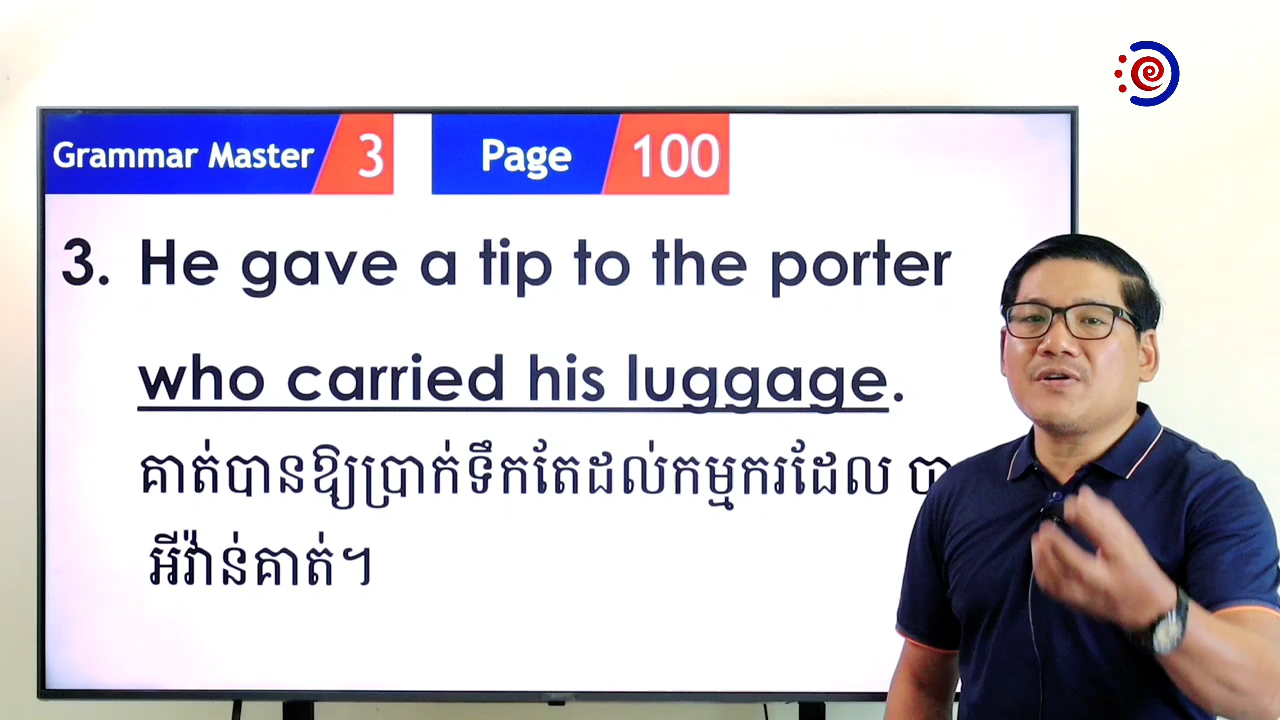 Grammar Master 3
Page 100
3. He gave a tip to the porter
who carried his luggage.
គាត់បានឱ្យប្រាក់ទឹកតែដល់កម្មករដែល
អីវ៉ាន់គាត់។